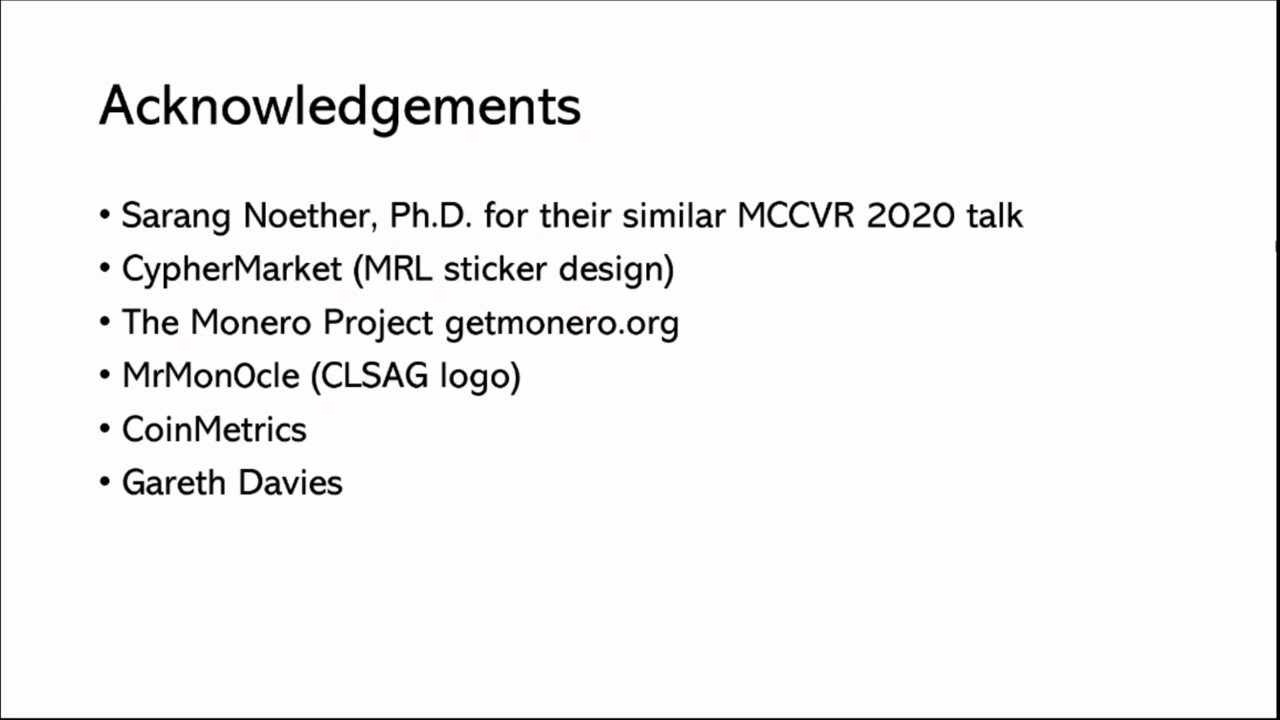 Acknowledgements
• Sarang Noether, Ph.D. for their similar MCCVR 2020 talk
• CypherMarket (MRL sticker design)
• The Monero Project getmonero.org
• MrMon0cle (CLSAG logo)
• CoinMetrics
• Gareth Davies